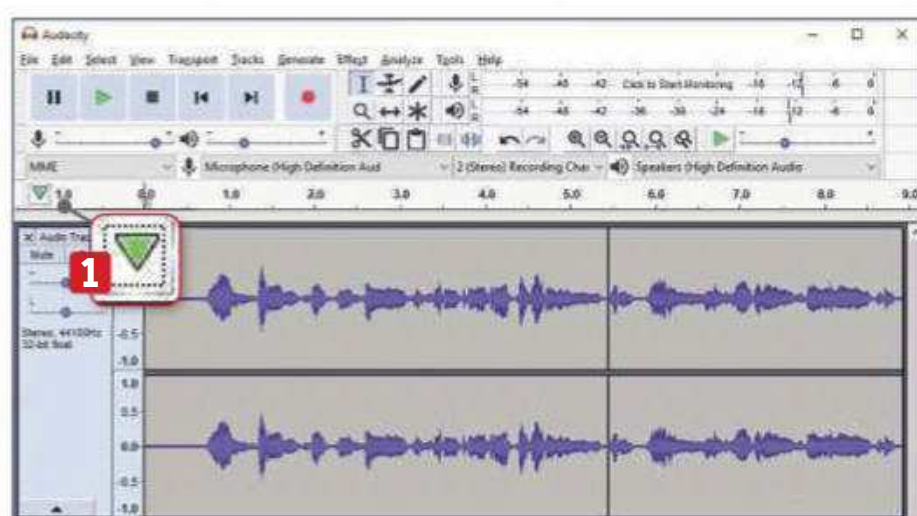 Audacity
File Edit Select View Transport Tracks Generate Effect Analyze Tools Help
L R -54 -48 -42 Click to Start Monitoring -18 -12 -6 0
L R -54 -48 -42 -36 -30 -24 -18 -12 -6 0
MME Microphone (High Definition Aud 2 (Stereo) Recording Chan Speakers (High Definition Audio
1.0 0.0 1.0 2.0 3.0 4.0 5.0 6.0 7.0 8.0 9.0
X Audio Tra
Mute
1
L
Stereo, 44100Hz
32-bit float
-0.5
-1.0
1.0
0.5
0.0
-0.5
-1.0